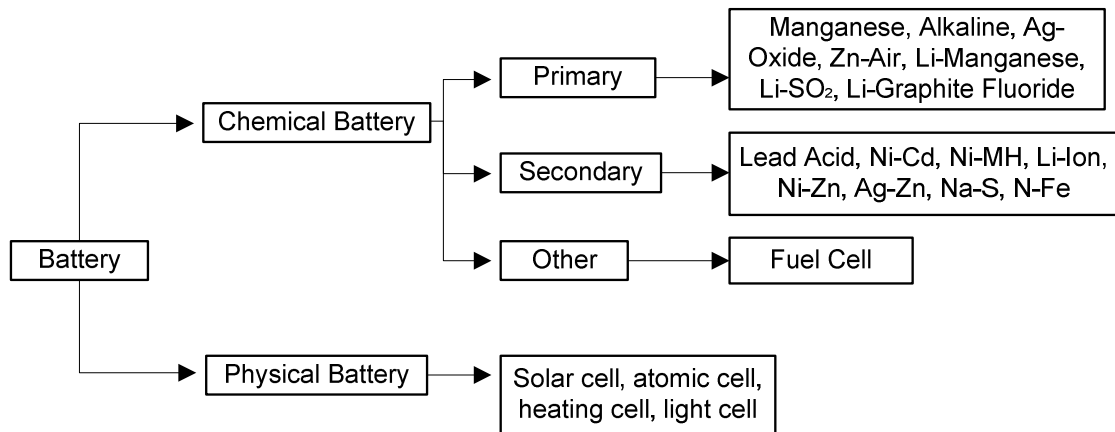 Battery
Chemical Battery
Primary
Manganese, Alkaline, Ag-
Oxide, Zn-Air, Li-Manganese,
Li-SO₂, Li-Graphite Fluoride
Secondary
Lead Acid, Ni-Cd, Ni-MH, Li-Ion,
Ni-Zn, Ag-Zn, Na-S, N-Fe
Other
Fuel Cell
Physical Battery
Solar cell, atomic cell,
heating cell, light cell